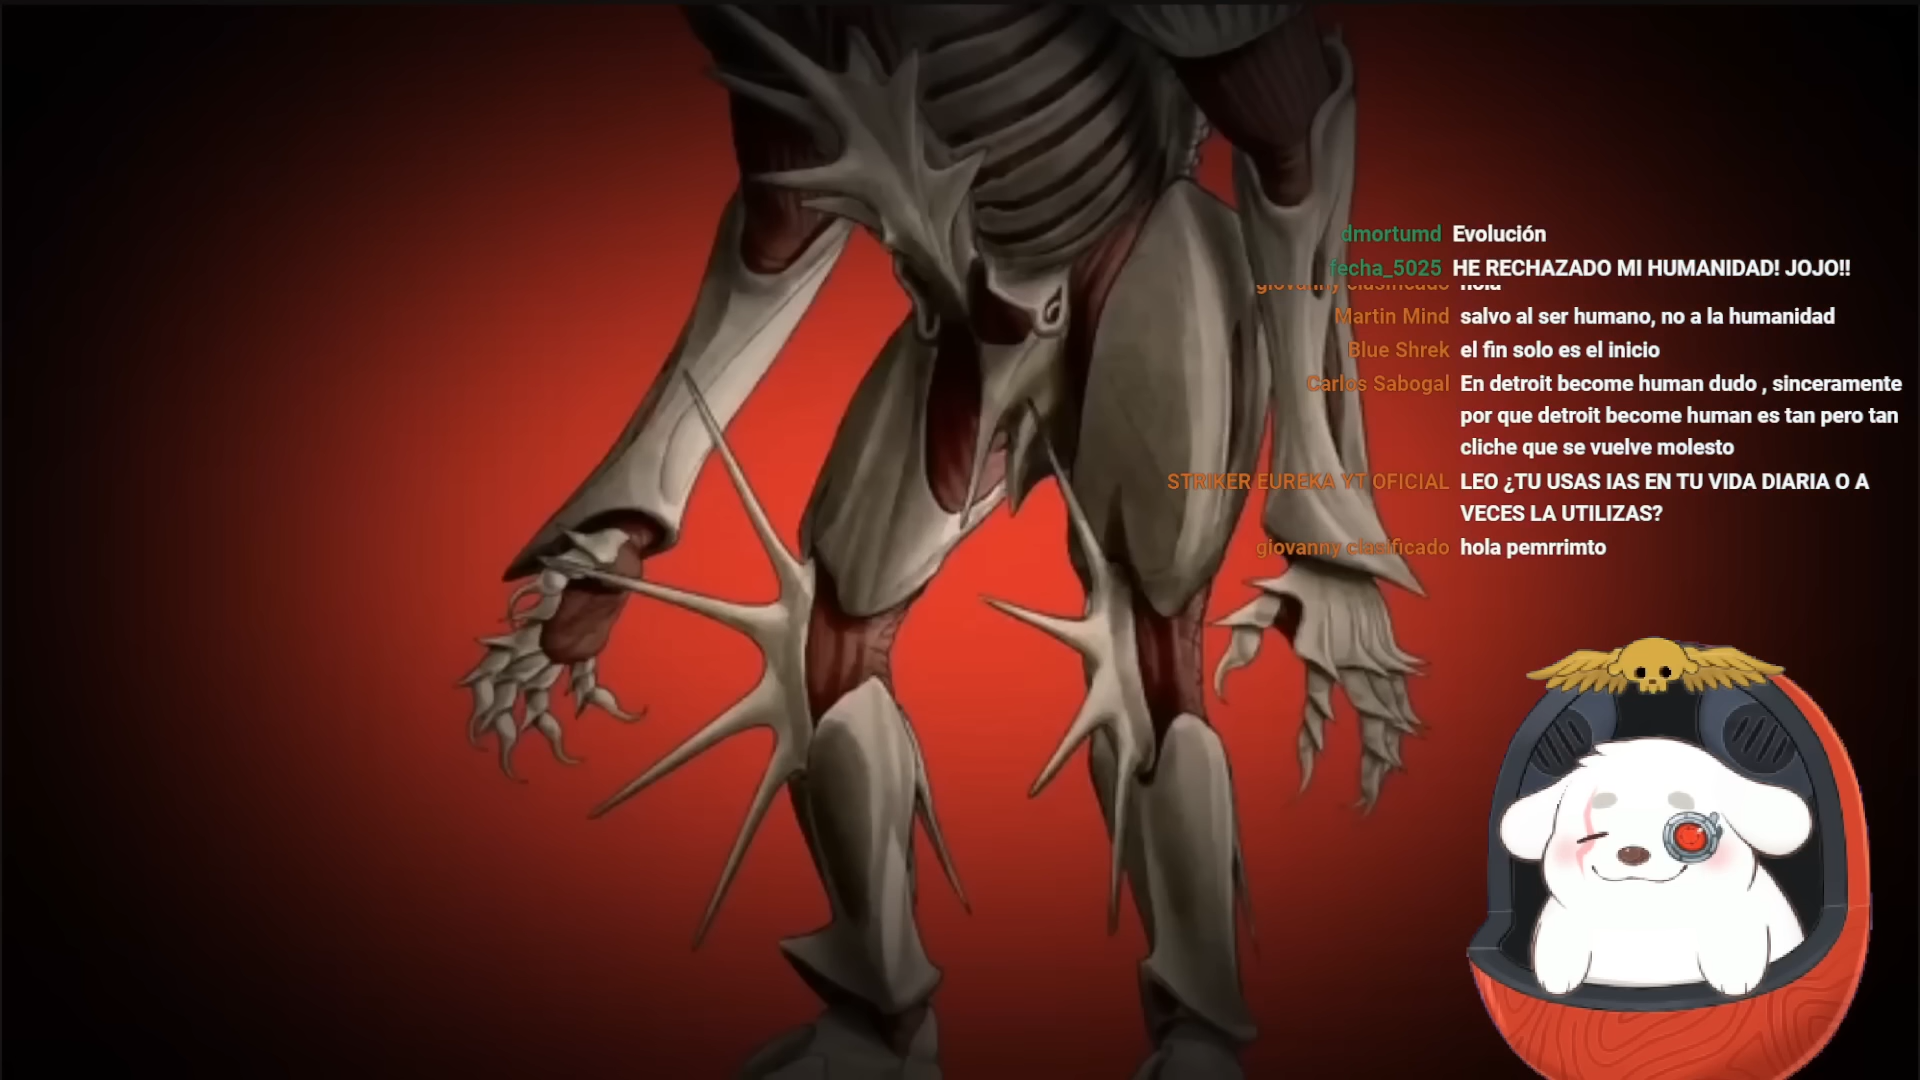 dmortumd Evolución
fecha_5025 HE RECHAZADO MI HUMANIDAD! JOJO!!
giovanny clasificado hola
Martin Mind salvo al ser humano, no a la humanidad
Blue Shrek el fin solo es el inicio
Carlos Sabogal En detroit become human dudo , sinceramente
por que detroit become human es tan pero tan
cliche que se vuelve molesto
STRIKER EUREKA YT OFICIAL LEO ¿TU USAS IAS EN TU VIDA DIARIA O A
VECES LA UTILIZAS?
giovanny clasificado hola pemrrimto